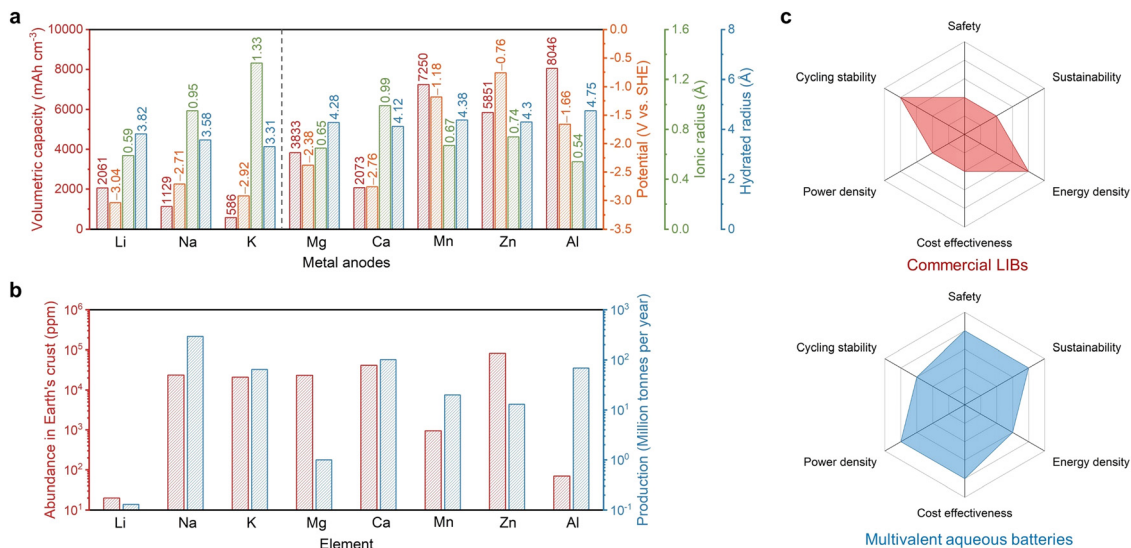 a
Volumetric capacity (mAh cm⁻³)
10000
8000
6000
4000
2000
0
2061
−3.04
0.59
3.82
1129
−2.71
0.95
3.58
586
−2.92
1.33
3.31
3833
−2.38
0.65
4.28
2073
−2.76
0.99
4.12
7250
−1.18
0.67
4.38
5851
−0.76
0.74
4.3
8046
−1.66
0.54
4.75
Li Na K Mg Ca Mn Zn Al
Metal anodes
0.0
-0.5
-1.0
-1.5
-2.0
-2.5
-3.0
-3.5
Potential (V vs. SHE)
1.6
1.2
0.8
0.4
0.0
Ionic radius (Å)
8
6
4
2
0
Hydrated radius (Å)
b
Abundance in Earth's crust (ppm)
10⁶
10⁵
10⁴
10³
10²
10¹
Li Na K Mg Ca Mn Zn Al
Element
10³
10²
10¹
10⁰
10⁻¹
Production (Million tonnes per year)
c
Safety
Cycling stability
Sustainability
Power density
Energy density
Cost effectiveness
Commercial LIBs
Safety
Cycling stability
Sustainability
Power density
Energy density
Cost effectiveness
Multivalent aqueous batteries